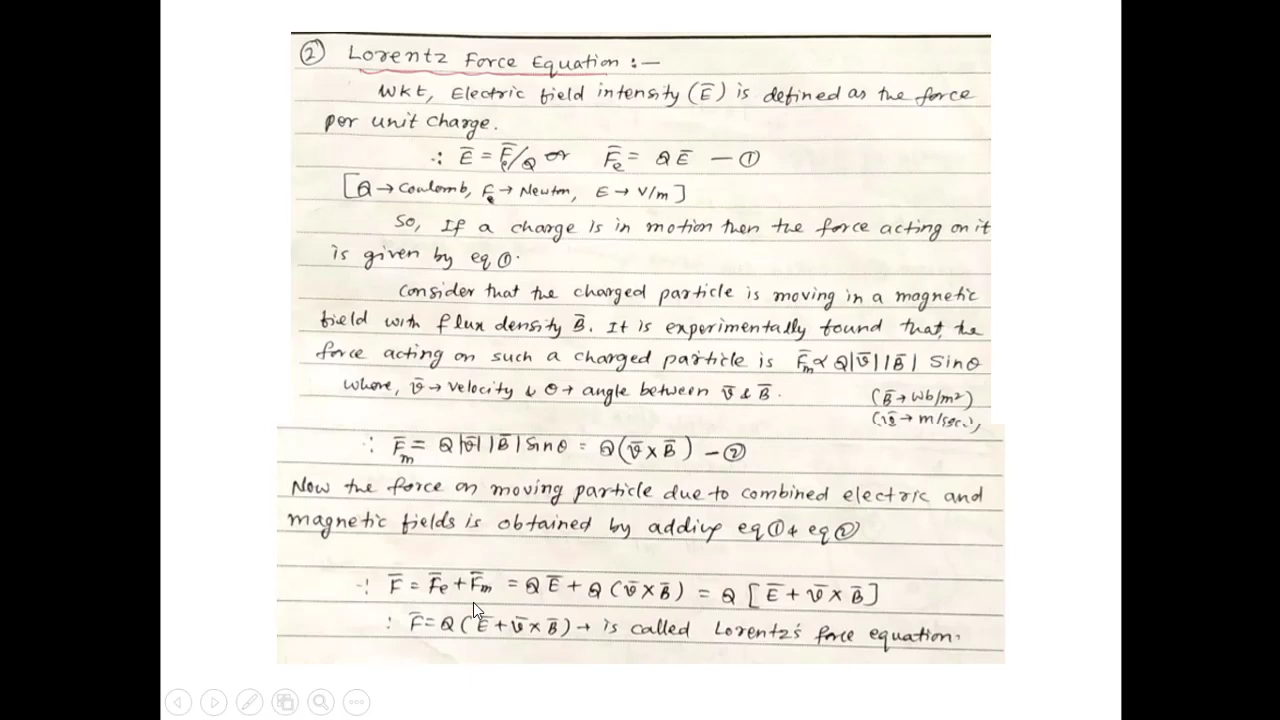 ② Lorentz Force Equation :—
WKT, Electric field intensity (E̅) is defined as the force
per unit charge.
∴ E̅ = F̅e/Q or F̅e = QE̅ — ①
[Q → Coulomb, Fe → Newton, E → V/m]
So, If a charge is in motion then the force acting on it
is given by eq ①.
Consider that the charged particle is moving in a magnetic
field with flux density B̅. It is experimentally found that, the
force acting on such a charged particle is F̅m ∝ Q|v̅||B̅| Sinθ
where, v̅ → velocity & θ → angle between v̅ & B̅.
(B̅ → wb/m²)
(v̅ → m/sec.)
∴ F̅m = Q|v̅||B̅| Sinθ = Q(v̅ × B̅) — ②
Now the force on moving particle due to combined electric and
magnetic fields is obtained by adding eq ① & eq ②
∴ F̅ = F̅e + F̅m = QE̅ + Q(v̅ × B̅) = Q[E̅ + v̅ × B̅]
∴ F̅ = Q(E̅ + v̅ × B̅) → is called Lorentz's force equation.